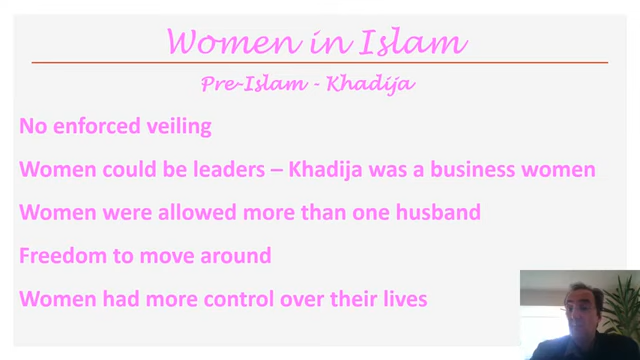 Women in Islam
Pre-Islam - Khadija
No enforced veiling
Women could be leaders – Khadija was a business women
Women were allowed more than one husband
Freedom to move around
Women had more control over their lives